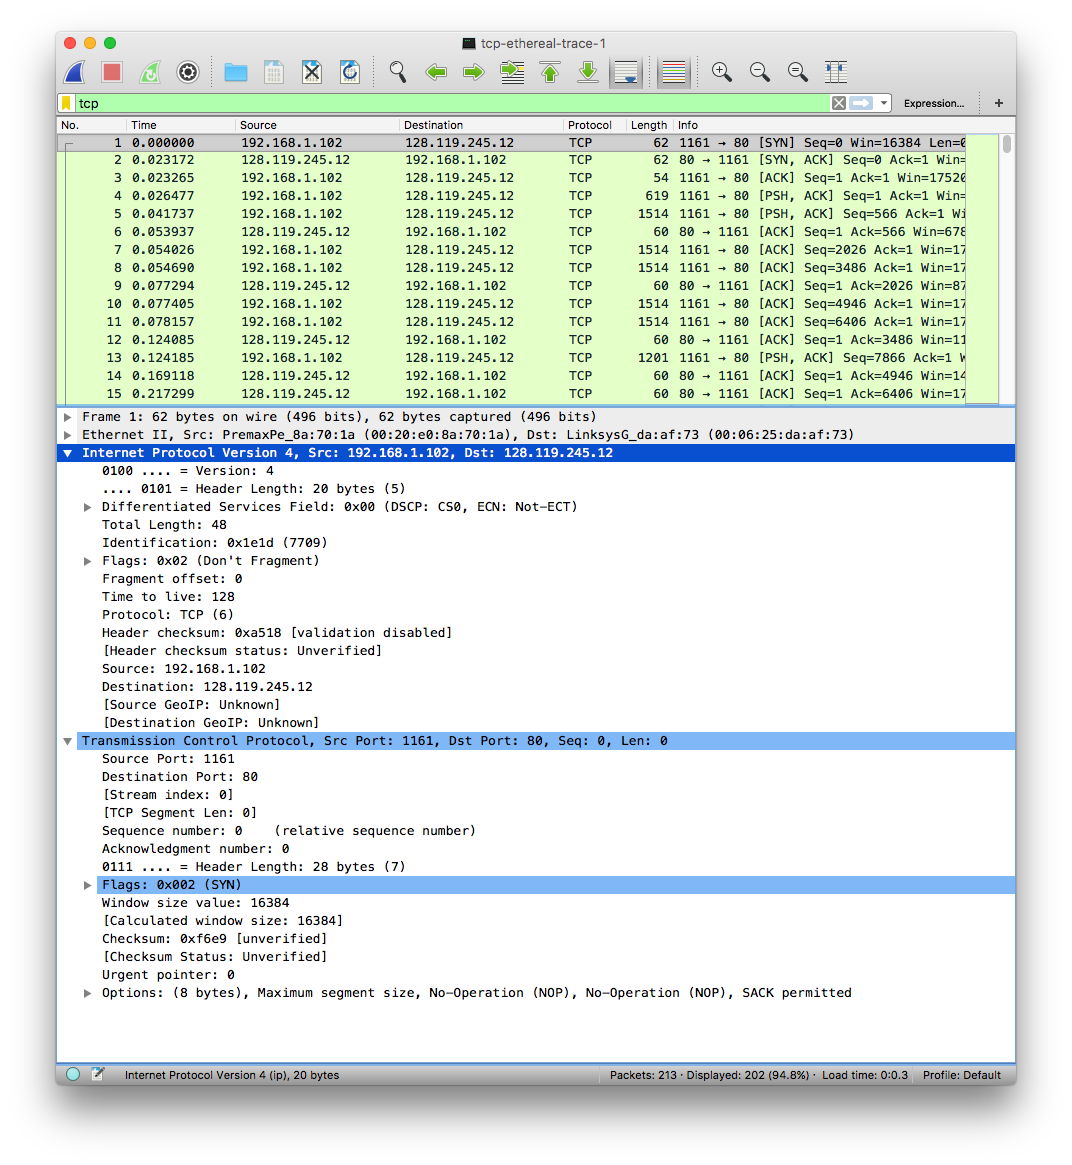 tcp-ethereal-trace-1
tcp
Expression...
+
No. Time Source Destination Protocol Length Info
1 0.000000 192.168.1.102 128.119.245.12 TCP 62 1161 → 80 [SYN] Seq=0 Win=16384 Len=0
2 0.023172 128.119.245.12 192.168.1.102 TCP 62 80 → 1161 [SYN, ACK] Seq=0 Ack=1 Win=
3 0.023265 192.168.1.102 128.119.245.12 TCP 54 1161 → 80 [ACK] Seq=1 Ack=1 Win=17520
4 0.026477 192.168.1.102 128.119.245.12 TCP 619 1161 → 80 [PSH, ACK] Seq=1 Ack=1 Win=
5 0.041737 192.168.1.102 128.119.245.12 TCP 1514 1161 → 80 [PSH, ACK] Seq=566 Ack=1 Wi
6 0.053937 128.119.245.12 192.168.1.102 TCP 60 80 → 1161 [ACK] Seq=1 Ack=566 Win=678
7 0.054026 192.168.1.102 128.119.245.12 TCP 1514 1161 → 80 [ACK] Seq=2026 Ack=1 Win=17
8 0.054690 192.168.1.102 128.119.245.12 TCP 1514 1161 → 80 [ACK] Seq=3486 Ack=1 Win=17
9 0.077294 128.119.245.12 192.168.1.102 TCP 60 80 → 1161 [ACK] Seq=1 Ack=2026 Win=87
10 0.077405 192.168.1.102 128.119.245.12 TCP 1514 1161 → 80 [ACK] Seq=4946 Ack=1 Win=17
11 0.078157 192.168.1.102 128.119.245.12 TCP 1514 1161 → 80 [ACK] Seq=6406 Ack=1 Win=17
12 0.124085 128.119.245.12 192.168.1.102 TCP 60 80 → 1161 [ACK] Seq=1 Ack=3486 Win=11
13 0.124185 192.168.1.102 128.119.245.12 TCP 1201 1161 → 80 [PSH, ACK] Seq=7866 Ack=1 W
14 0.169118 128.119.245.12 192.168.1.102 TCP 60 80 → 1161 [ACK] Seq=1 Ack=4946 Win=14
15 0.217299 128.119.245.12 192.168.1.102 TCP 60 80 → 1161 [ACK] Seq=1 Ack=6406 Win=17
Frame 1: 62 bytes on wire (496 bits), 62 bytes captured (496 bits)
Ethernet II, Src: PremaxPe_8a:70:1a (00:20:e0:8a:70:1a), Dst: LinksysG_da:af:73 (00:06:25:da:af:73)
Internet Protocol Version 4, Src: 192.168.1.102, Dst: 128.119.245.12
0100 .... = Version: 4
.... 0101 = Header Length: 20 bytes (5)
Differentiated Services Field: 0x00 (DSCP: CS0, ECN: Not-ECT)
Total Length: 48
Identification: 0x1e1d (7709)
Flags: 0x02 (Don't Fragment)
Fragment offset: 0
Time to live: 128
Protocol: TCP (6)
Header checksum: 0xa518 [validation disabled]
[Header checksum status: Unverified]
Source: 192.168.1.102
Destination: 128.119.245.12
[Source GeoIP: Unknown]
[Destination GeoIP: Unknown]
Transmission Control Protocol, Src Port: 1161, Dst Port: 80, Seq: 0, Len: 0
Source Port: 1161
Destination Port: 80
[Stream index: 0]
[TCP Segment Len: 0]
Sequence number: 0 (relative sequence number)
Acknowledgment number: 0
0111 .... = Header Length: 28 bytes (7)
Flags: 0x002 (SYN)
Window size value: 16384
[Calculated window size: 16384]
Checksum: 0xf6e9 [unverified]
[Checksum Status: Unverified]
Urgent pointer: 0
Options: (8 bytes), Maximum segment size, No-Operation (NOP), No-Operation (NOP), SACK permitted
Internet Protocol Version 4 (ip), 20 bytes
Packets: 213 · Displayed: 202 (94.8%) · Load time: 0:0.3
Profile: Default